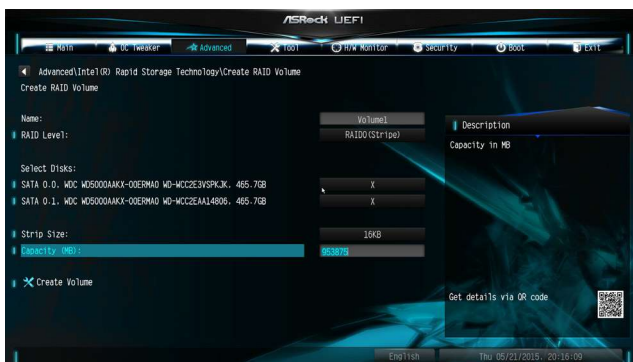 ASRock UEFI
Main OC Tweaker Advanced Tool H/W Monitor Security Boot Exit
Advanced\Intel(R) Rapid Storage Technology\Create RAID Volume
Create RAID Volume
Name: Volume1
RAID Level: RAID0(Stripe)
Select Disks:
SATA 0.0. WDC WD5000AAKX-00ERMA0 WD-WCC2E3VSPKJK. 465.7GB X
SATA 0.1. WDC WD5000AAKX-00ERMA0 WD-WCC2EAA14806. 465.7GB X
Strip Size: 16KB
Capacity (MB): 953875
Create Volume
Description
Capacity in MB
Get details via QR code
English Thu 05/21/2015. 20:16:09